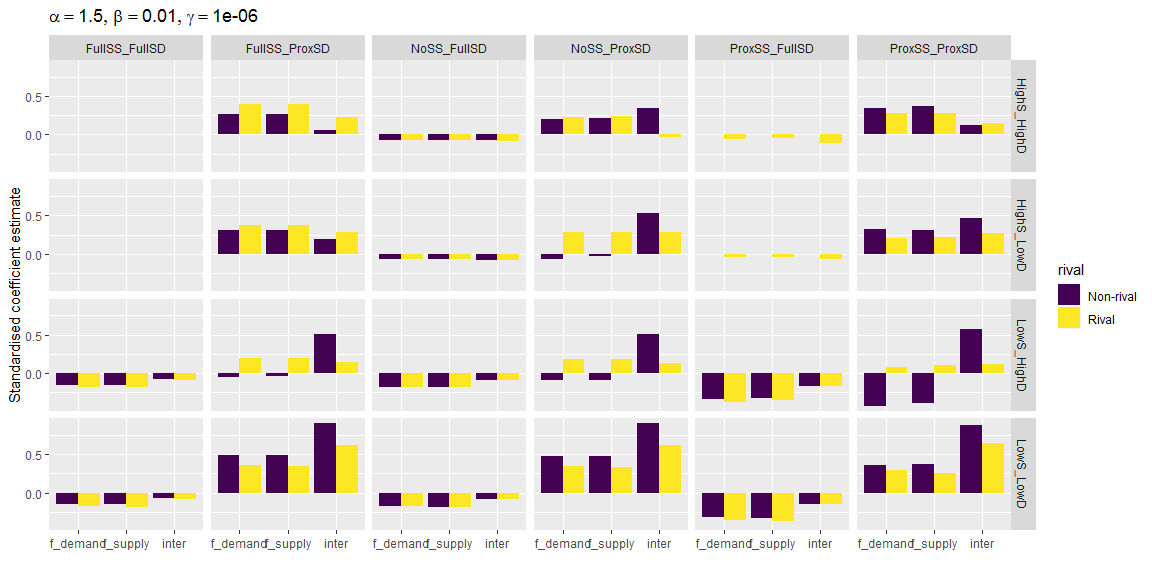 α = 1.5, β = 0.01, γ = 1e-06
FullSS_FullSD FullSS_ProxSD NoSS_FullSD NoSS_ProxSD ProxSS_FullSD ProxSS_ProxSD
0.5
0.0
HighS_HighD
0.5
0.0
HighS_LowD
0.5
0.0
LowS_HighD
0.5
0.0
LowS_LowD
Standardised coefficient estimate
f_demand f_supply inter f_demand f_supply inter f_demand f_supply inter f_demand f_supply inter f_demand f_supply inter f_demand f_supply inter
rival
Non-rival
Rival